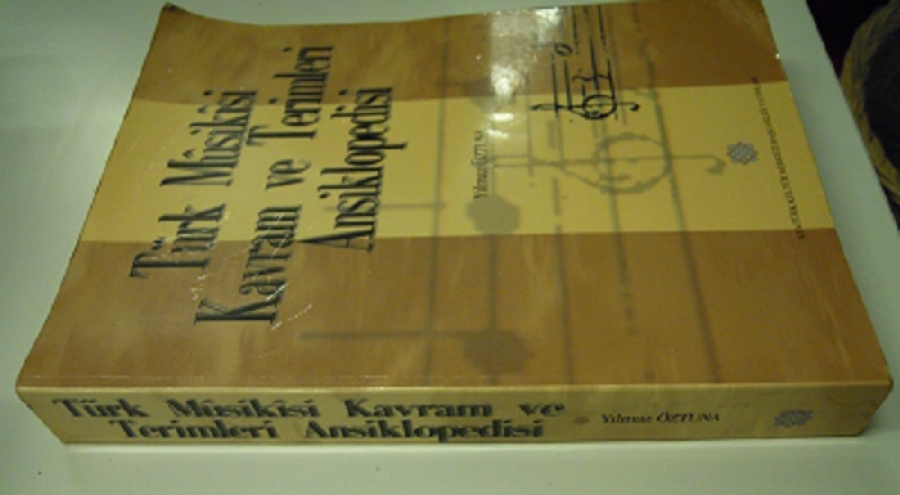 Türk Mûsikîsi
Kavram ve Terimleri
Ansiklopedisi
Yılmaz ÖZTUNA
Türk Mûsikîsi Kavram ve
Terimleri Ansiklopedisi
Yılmaz ÖZTUNA